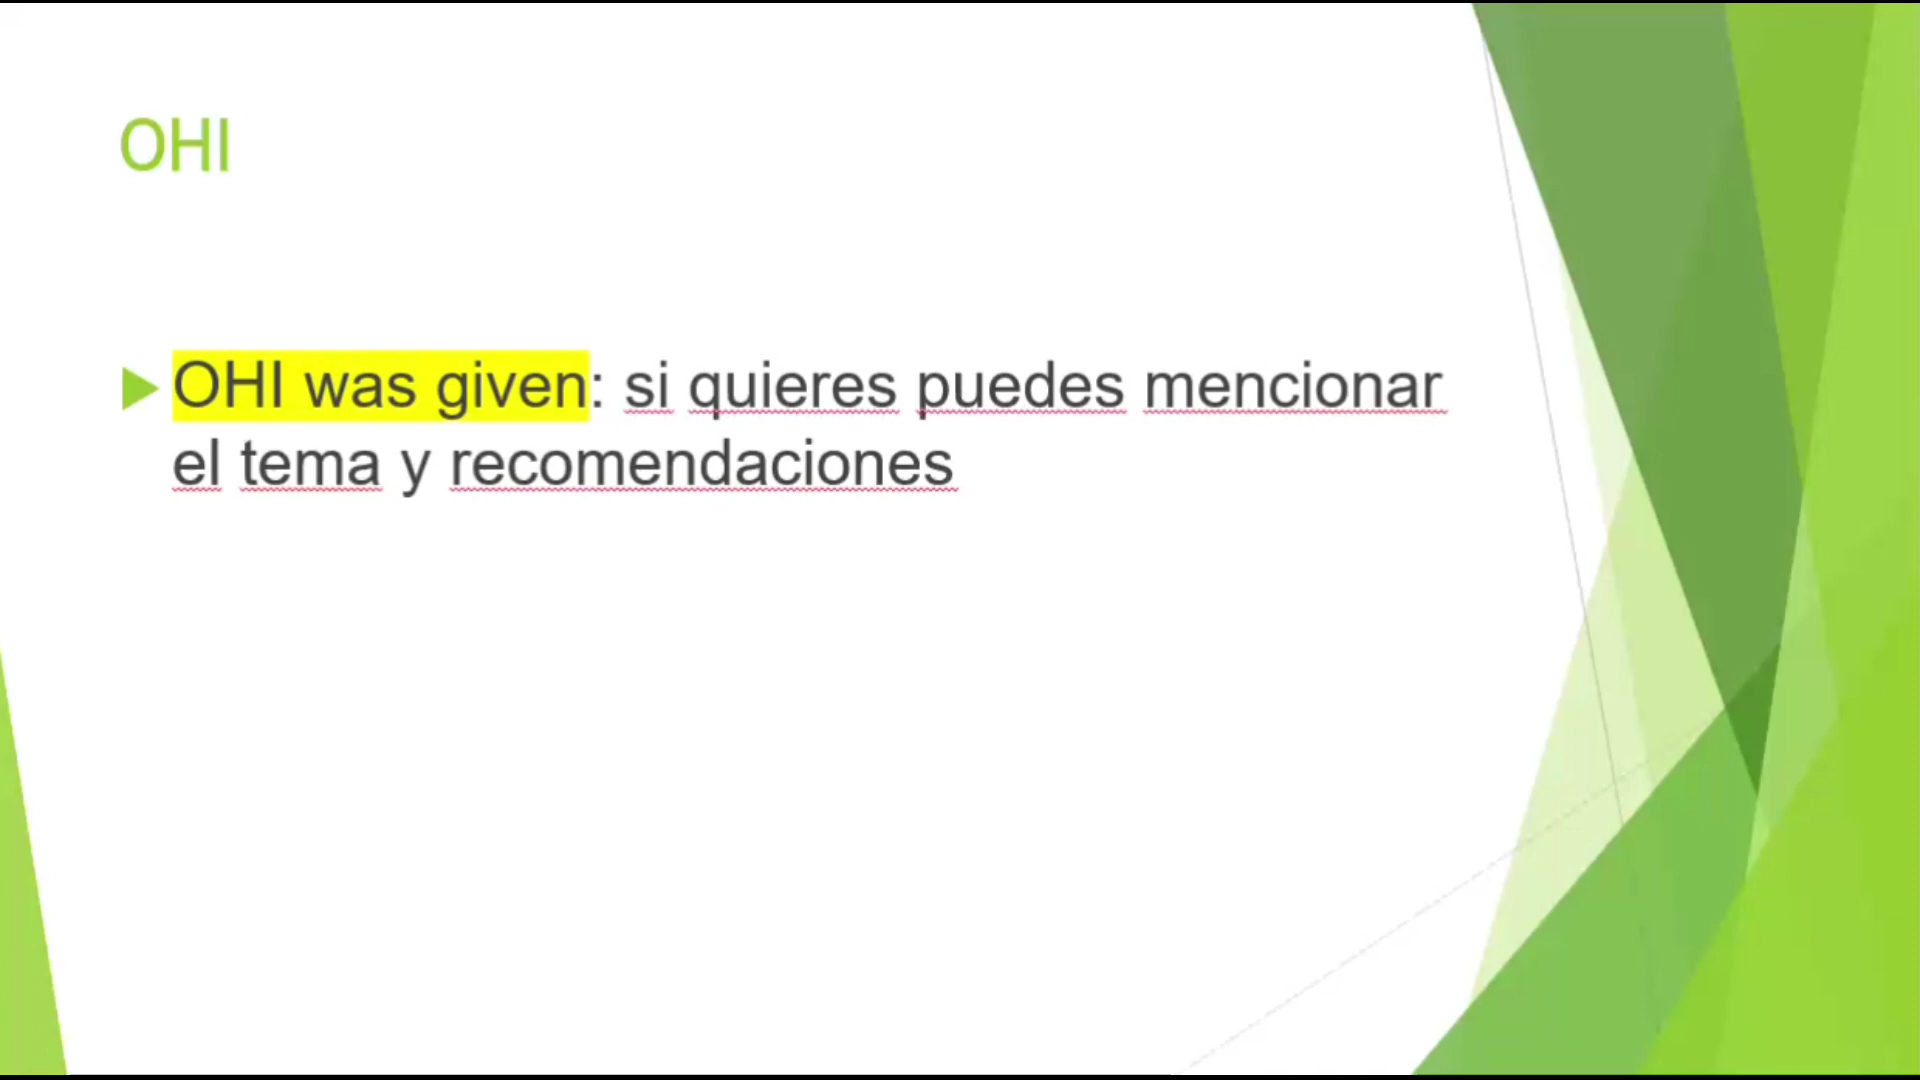 OHI
OHI was given: si quieres puedes mencionar
el tema y recomendaciones